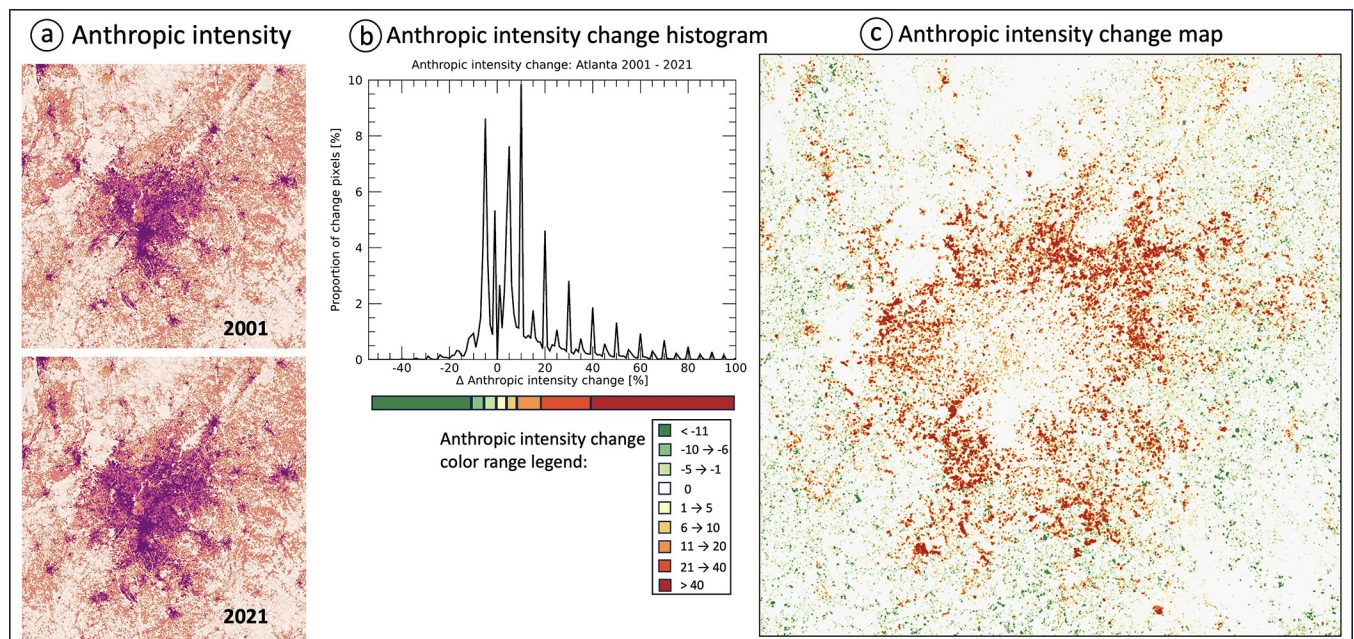 a Anthropic intensity
2001
2021
b Anthropic intensity change histogram
Anthropic intensity change: Atlanta 2001 - 2021
Proportion of change pixels [%]
10
8
6
4
2
0
-40 -20 0 20 40 60 80 100
Δ Anthropic intensity change [%]
Anthropic intensity change
color range legend:
< -11
-10 → -6
-5 → -1
0
1 → 5
6 → 10
11 → 20
21 → 40
> 40
c Anthropic intensity change map